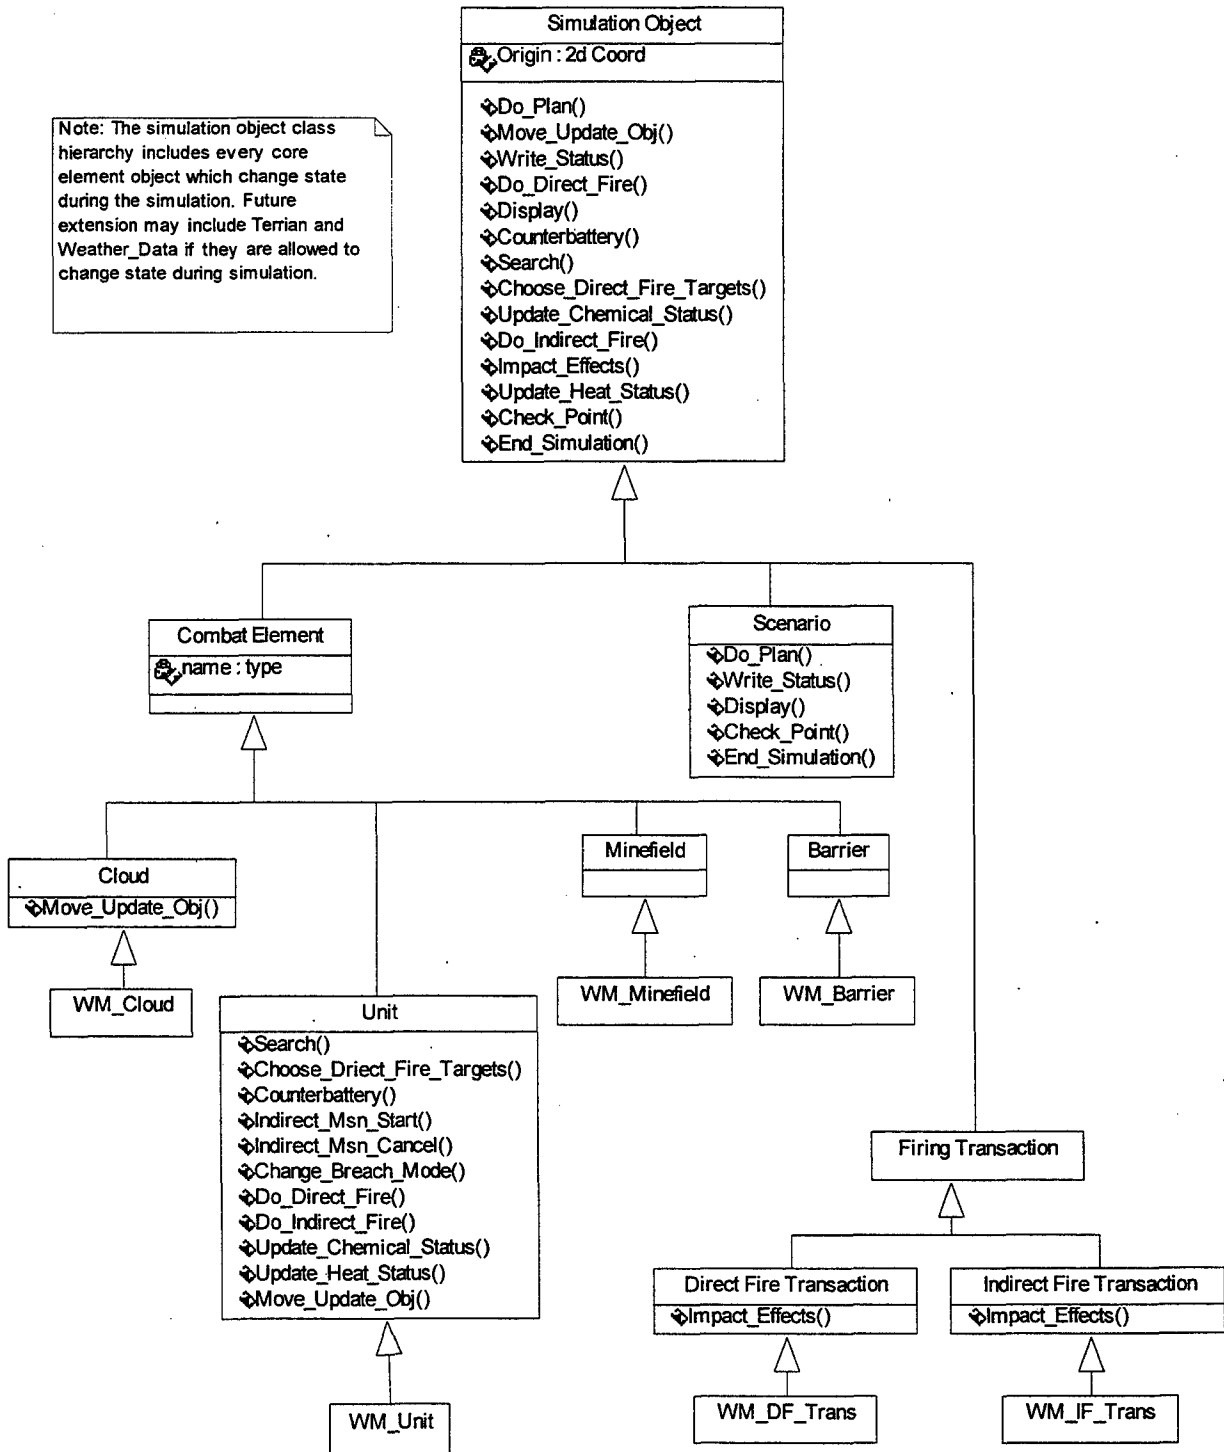 Simulation Object
Origin : 2d Coord
Do_Plan()
Move_Update_Obj()
Write_Status()
Do_Direct_Fire()
Display()
Counterbattery()
Search()
Choose_Direct_Fire_Targets()
Update_Chemical_Status()
Do_Indirect_Fire()
Impact_Effects()
Update_Heat_Status()
Check_Point()
End_Simulation()
Note: The simulation object class
hierarchy includes every core
element object which change state
during the simulation. Future
extension may include Terrian and
Weather_Data if they are allowed to
change state during simulation.
Combat Element
name : type
Scenario
Do_Plan()
Write_Status()
Display()
Check_Point()
End_Simulation()
Cloud
Move_Update_Obj()
Minefield
Barrier
WM_Cloud
WM_Minefield
WM_Barrier
Unit
Search()
Choose_Driect_Fire_Targets()
Counterbattery()
Indirect_Msn_Start()
Indirect_Msn_Cancel()
Change_Breach_Mode()
Do_Direct_Fire()
Do_Indirect_Fire()
Update_Chemical_Status()
Update_Heat_Status()
Move_Update_Obj()
WM_Unit
Firing Transaction
Direct Fire Transaction
Impact_Effects()
Indirect Fire Transaction
Impact_Effects()
WM_DF_Trans
WM_IF_Trans